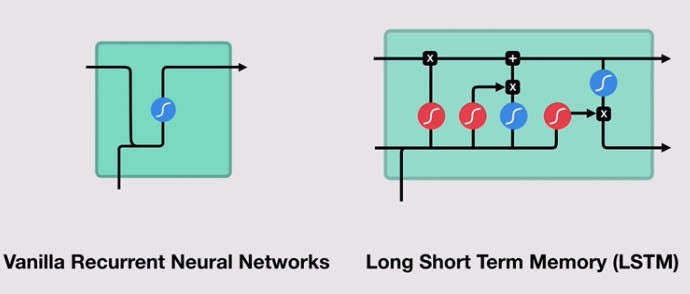 x
+
x
x
Vanilla Recurrent Neural Networks
Long Short Term Memory (LSTM)